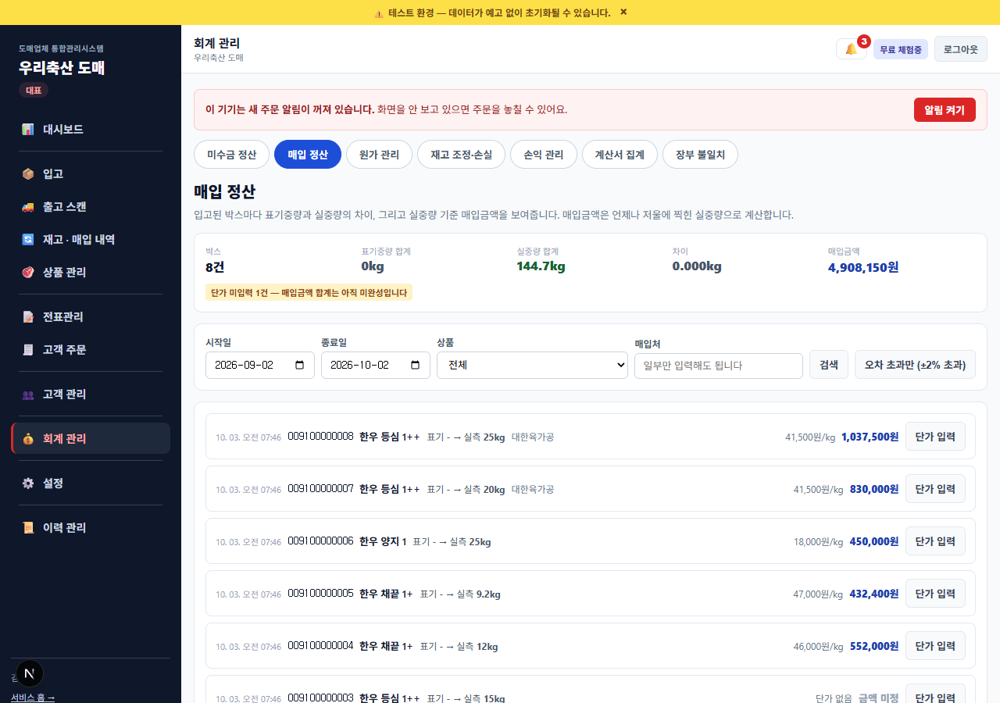 ⚠️ 테스트 환경 — 데이터가 예고 없이 초기화될 수 있습니다. ×
도매업체 통합관리시스템
우리축산 도매
대표
대시보드
입고
출고 스캔
재고 · 매입 내역
상품 관리
전표관리
고객 주문
고객 관리
회계 관리
설정
이력 관리
N
서비스 홈 →
회계 관리
우리축산 도매
3
무료 체험중
로그아웃
이 기기는 새 주문 알림이 꺼져 있습니다. 화면을 안 보고 있으면 주문을 놓칠 수 있어요.
알림 켜기
미수금 정산 매입 정산 원가 관리 재고 조정·손실 손익 관리 계산서 집계 장부 불일치
매입 정산
입고된 박스마다 표기중량과 실중량의 차이, 그리고 실중량 기준 매입금액을 보여줍니다. 매입금액은 언제나 저울에 찍힌 실중량으로 계산합니다.
박스 표기중량 합계 실중량 합계 차이 매입금액
8건 0kg 144.7kg 0.000kg 4,908,150원
단가 미입력 1건 — 매입금액 합계는 아직 미완성입니다
시작일 종료일 상품 매입처
2026-09-02 2026-10-02 전체 일부만 입력해도 됩니다 검색 오차 초과만 (±2% 초과)
10. 03. 오전 07:46 009100000008 한우 등심 1++ 표기 - → 실측 25kg 대한육가공 41,500원/kg 1,037,500원 단가 입력
10. 03. 오전 07:46 009100000007 한우 등심 1++ 표기 - → 실측 20kg 대한육가공 41,500원/kg 830,000원 단가 입력
10. 03. 오전 07:46 009100000006 한우 양지 1 표기 - → 실측 25kg 18,000원/kg 450,000원 단가 입력
10. 03. 오전 07:46 009100000005 한우 채끝 1+ 표기 - → 실측 9.2kg 47,000원/kg 432,400원 단가 입력
10. 03. 오전 07:46 009100000004 한우 채끝 1+ 표기 - → 실측 12kg 46,000원/kg 552,000원 단가 입력
10. 03. 오전 07:46 009100000003 한우 등심 1++ 표기 - → 실측 15kg 단가 없음 금액 미정 단가 입력